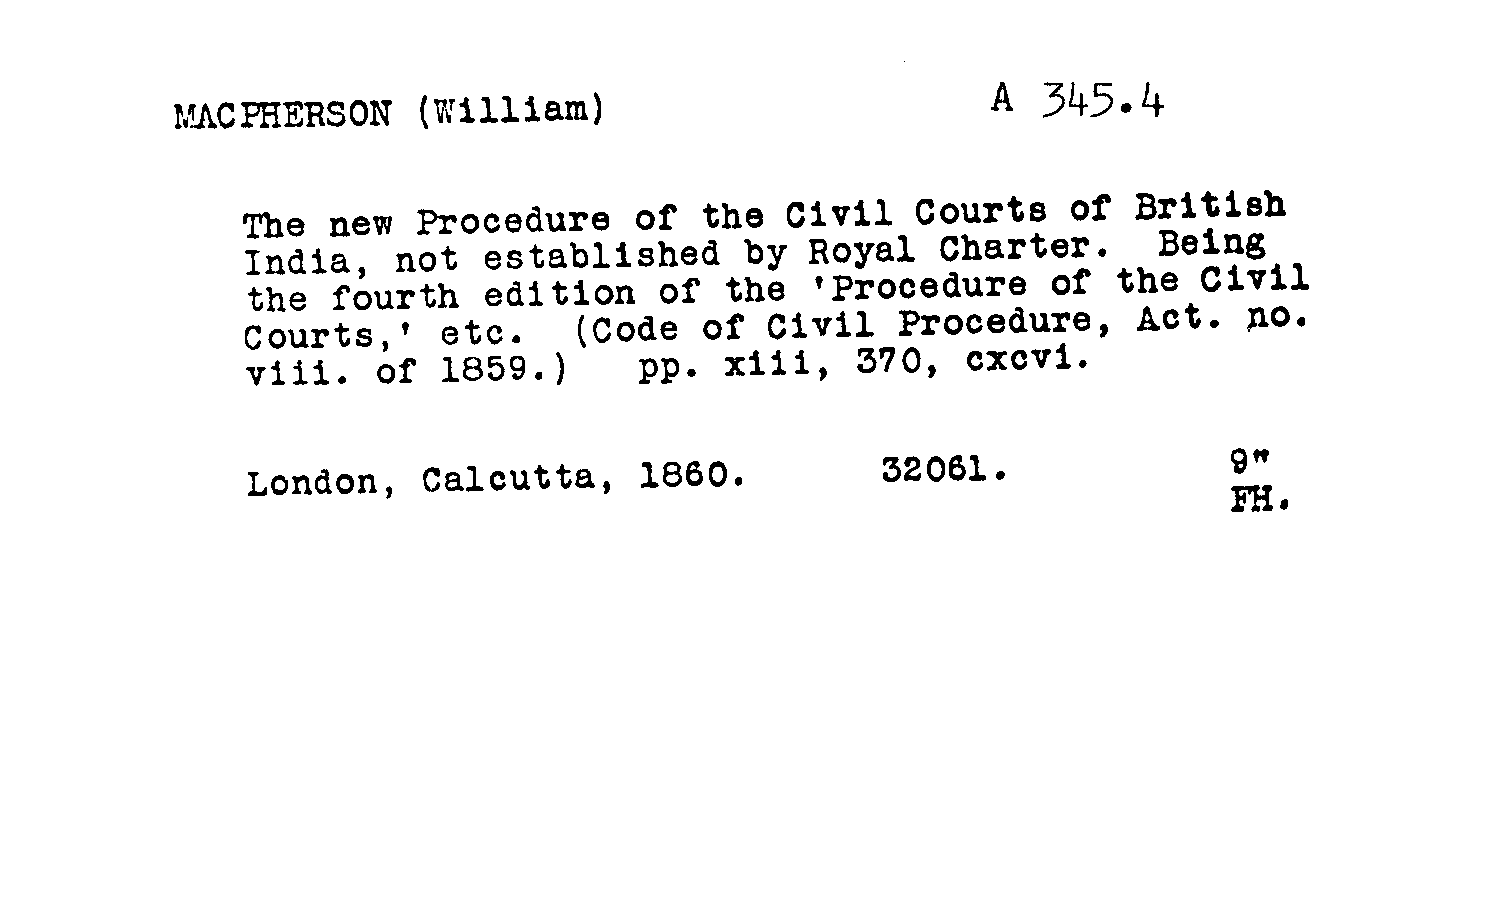 MACPHERSON (William) A 345.4
The new Procedure of the Civil Courts of British
India, not established by Royal Charter. Being
the fourth edition of the 'Procedure of the Civil
Courts,' etc. (Code of Civil Procedure, Act. no.
viii. of 1859.) pp. xiii, 370, cxcvi.
London, Calcutta, 1860. 32061. 9"
FH.